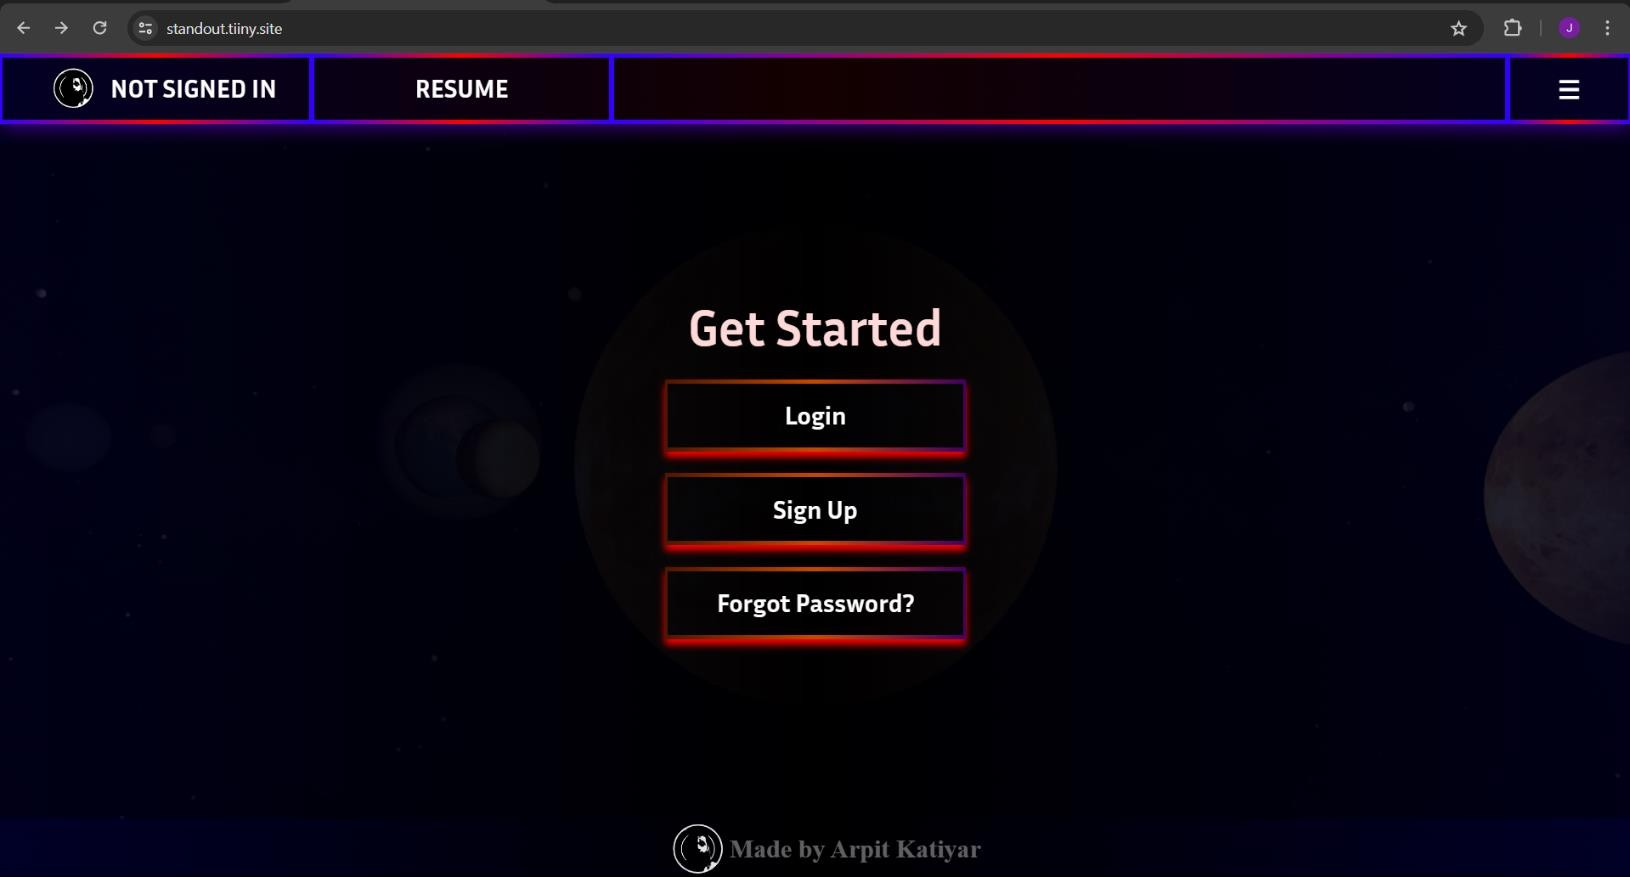 standout.tiiny.site
J
NOT SIGNED IN
RESUME
Get Started
Login
Sign Up
Forgot Password?
Made by Arpit Katiyar